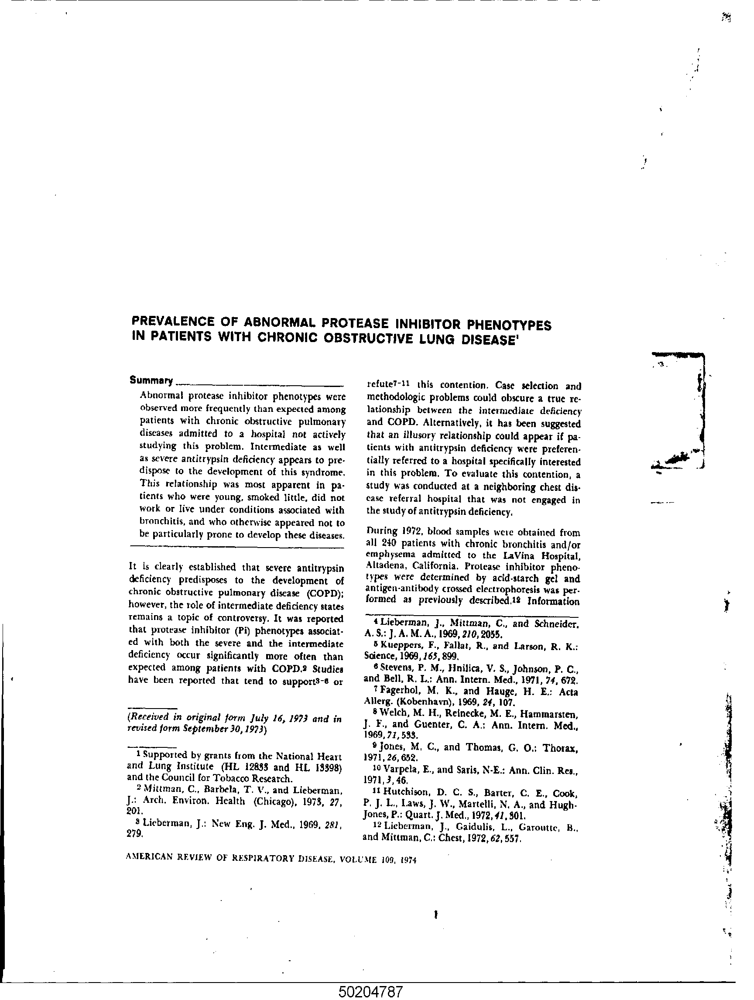 PREVALENCE OF ABNORMAL PROTEASE INHIBITOR PHENOTYPES
IN PATIENTS WITH CHRONIC OBSTRUCTIVE LUNG DISEASE¹
Summary
Abnormal protease inhibitor phenotypes were
observed more frequently than expected among
patients with chronic obstructive pulmonary
diseases admitted to a hospital not actively
studying this problem. Intermediate as well
as severe antitrypsin deficiency appears to pre-
dispose to the development of this syndrome.
This relationship was most apparent in pa-
tients who were young, smoked little, did not
work or live under conditions associated with
bronchitis, and who otherwise appeared not to
be particularly prone to develop these diseases.
It is clearly established that severe antitrypsin
deficiency predisposes to the development of
chronic obstructive pulmonary disease (COPD);
however, the role of intermediate deficiency states
remains a topic of controversy. It was reported
that protease inhibitor (Pi) phenotypes associat-
ed with both the severe and the intermediate
deficiency occur significantly more often than
expected among patients with COPD.² Studies
have been reported that tend to support³⁻⁶ or
(Received in original form July 16, 1973 and in
revised form September 30, 1973)
1 Supported by grants from the National Heart
and Lung Institute (HL 12833 and HL 13398)
and the Council for Tobacco Research.
2 Mittman, C., Barbela, T. V., and Lieberman,
J.: Arch. Environ. Health (Chicago), 1973, 27,
201.
3 Lieberman, J.: New Eng. J. Med., 1969, 281,
279.
refute⁷⁻¹¹ this contention. Case selection and
methodologic problems could obscure a true re-
lationship between the intermediate deficiency
and COPD. Alternatively, it has been suggested
that an illusory relationship could appear if pa-
tients with antitrypsin deficiency were preferen-
tially referred to a hospital specifically interested
in this problem. To evaluate this contention, a
study was conducted at a neighboring chest dis-
ease referral hospital that was not engaged in
the study of antitrypsin deficiency.
During 1972, blood samples were obtained from
all 240 patients with chronic bronchitis and/or
emphysema admitted to the LaVina Hospital,
Altadena, California. Protease inhibitor pheno-
types were determined by acid-starch gel and
antigen-antibody crossed electrophoresis was per-
formed as previously described.¹² Information
4 Lieberman, J., Mittman, C., and Schneider,
A. S.: J. A. M. A., 1969, 210, 2055.
5 Kueppers, F., Fallat, R., and Larson, R. K.:
Science, 1969, 165, 899.
6 Stevens, P. M., Hnilica, V. S., Johnson, P. C.,
and Bell, R. L.: Ann. Intern. Med., 1971, 74, 672.
7 Fagerhol, M. K., and Hauge, H. E.: Acta
Allerg. (Kobenhavn), 1969, 24, 107.
8 Welch, M. H., Reinecke, M. E., Hammarsten,
J. F., and Guenter, C. A.: Ann. Intern. Med.,
1969, 71, 533.
9 Jones, M. C., and Thomas, G. O.: Thorax,
1971, 26, 652.
10 Varpela, E., and Saris, N-E.: Ann. Clin. Res.,
1971, 3, 46.
11 Hutchison, D. C. S., Barter, C. E., Cook,
P. J. L., Laws, J. W., Martelli, N. A., and Hugh-
Jones, P.: Quart. J. Med., 1972, 41, 301.
12 Lieberman, J., Gaidulis, L., Garoutte, B.,
and Mittman, C.: Chest, 1972, 62, 557.
AMERICAN REVIEW OF RESPIRATORY DISEASE, VOLUME 109, 1974
1
50204787